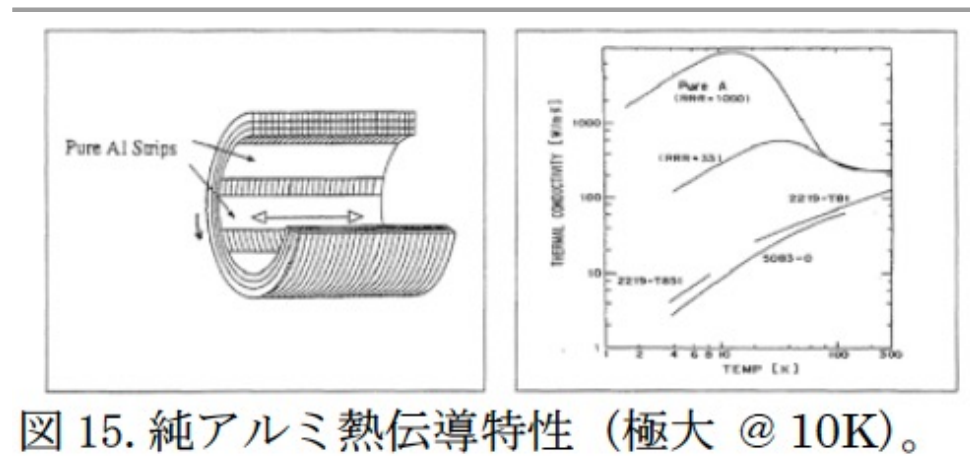 Pure Al Strips
THERMAL CONDUCTIVITY [W/m K]
1000
100
10
1
Pure A
(RRR=1000)
(RRR=33)
2219-T81
5083-O
2219-T851
1 2 4 6 8 10 100 300
TEMP [K]
図 15. 純アルミ熱伝導特性（極大 @ 10K）。